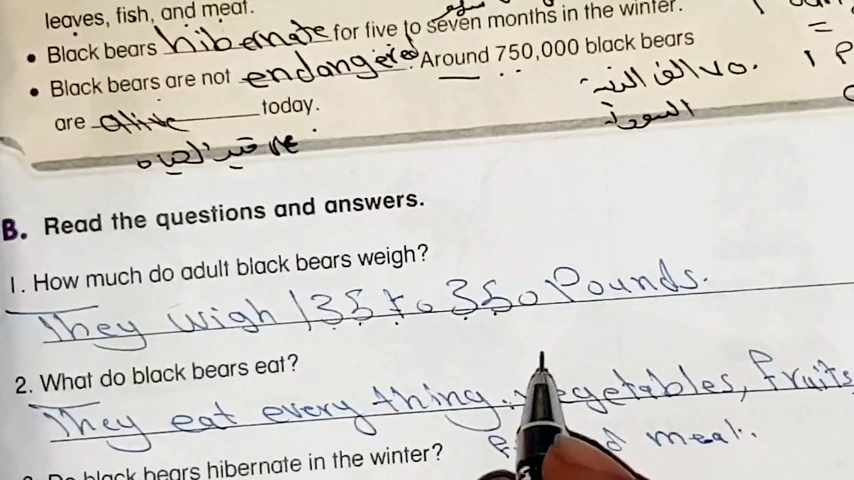 leaves, fish, and meat.
• Black bears hibernate for five to seven months in the winter.
• Black bears are not endangered. Around 750,000 black bears
are alive today.
B. Read the questions and answers.
1. How much do adult black bears weigh?
They wigh 135 to 350 Pounds.
2. What do black bears eat?
They eat every thing. vegetables, fruits
meat.
black bears hibernate in the winter?